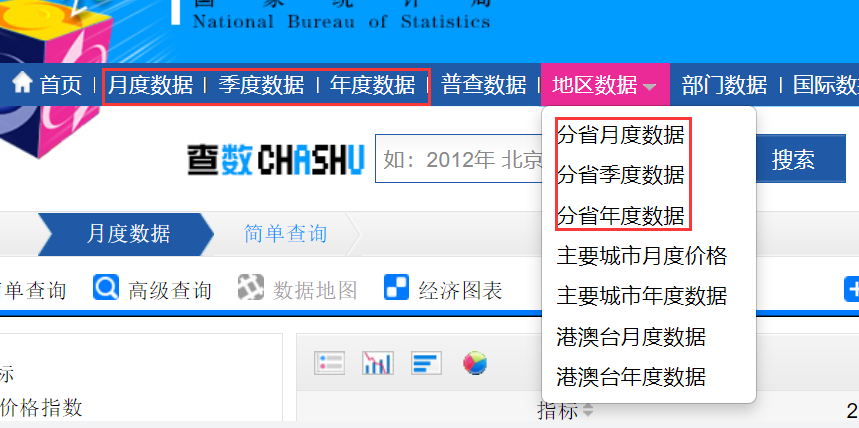 国家统计局
National Bureau of Statistics
首页 | 月度数据 | 季度数据 | 年度数据 | 普查数据 | 地区数据 部门数据 | 国际数
查数 CHASHU 如：2012年 北京 搜索
分省月度数据
分省季度数据
分省年度数据
主要城市月度价格
主要城市年度数据
港澳台月度数据
港澳台年度数据
月度数据 简单查询
单查询 高级查询 数据地图 经济图表
标
价格指数
指标 2